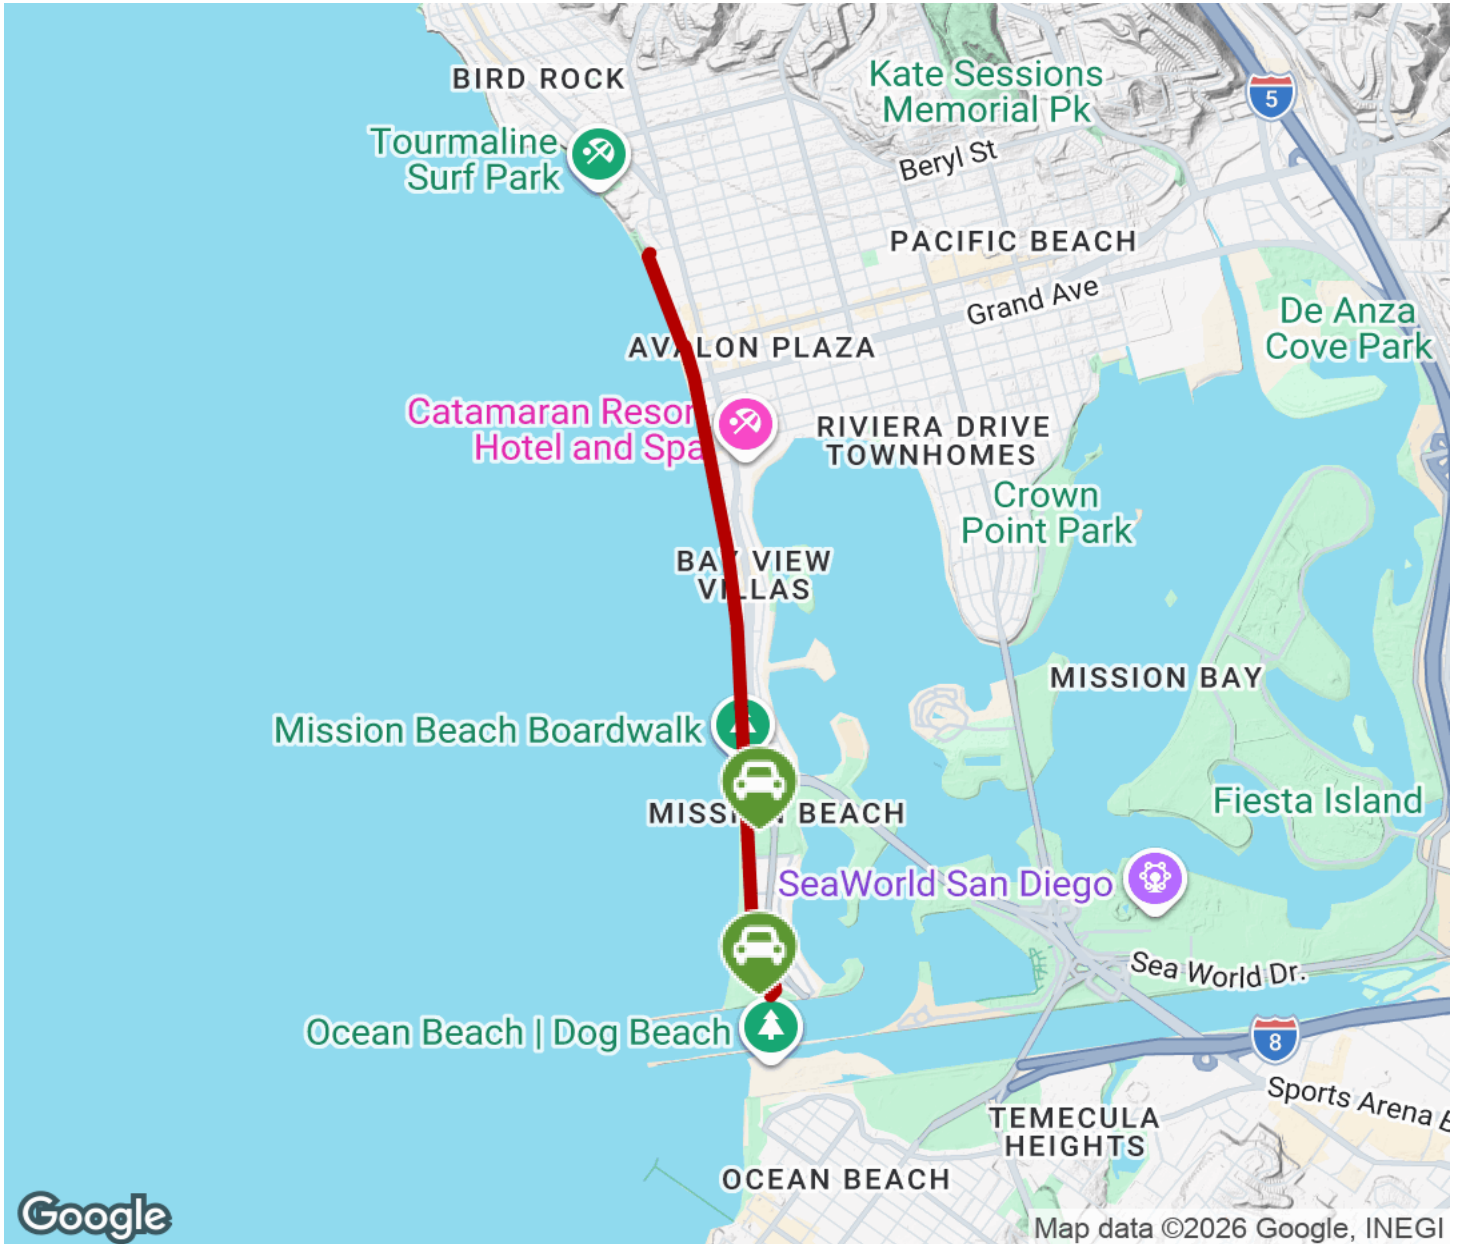 BIRD ROCK
Kate Sessions
Memorial Pk
5
Tourmaline
Surf Park
Beryl St
PACIFIC BEACH
Grand Ave
De Anza
Cove Park
AVALON PLAZA
Catamaran Resor
Hotel and Spa
RIVIERA DRIVE
TOWNHOMES
Crown
Point Park
BAY VIEW
VILLAS
MISSION BAY
Mission Beach Boardwalk
Fiesta Island
MISSION BEACH
SeaWorld San Diego
Sea World Dr.
Ocean Beach | Dog Beach
8
Sports Arena B
TEMECULA
HEIGHTS
OCEAN BEACH
Google
Map data ©2026 Google, INEGI